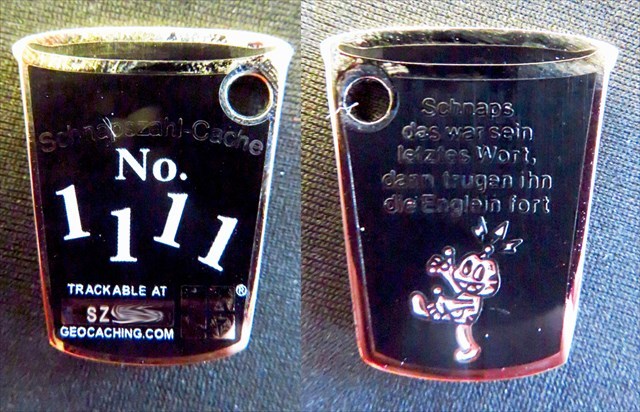 Schnapszahl-Cache
No.
1111
TRACKABLE AT
SZ
®
GEOCACHING.COM
Schnaps
das war sein
letztes Wort,
dann trugen ihn
die Englein fort